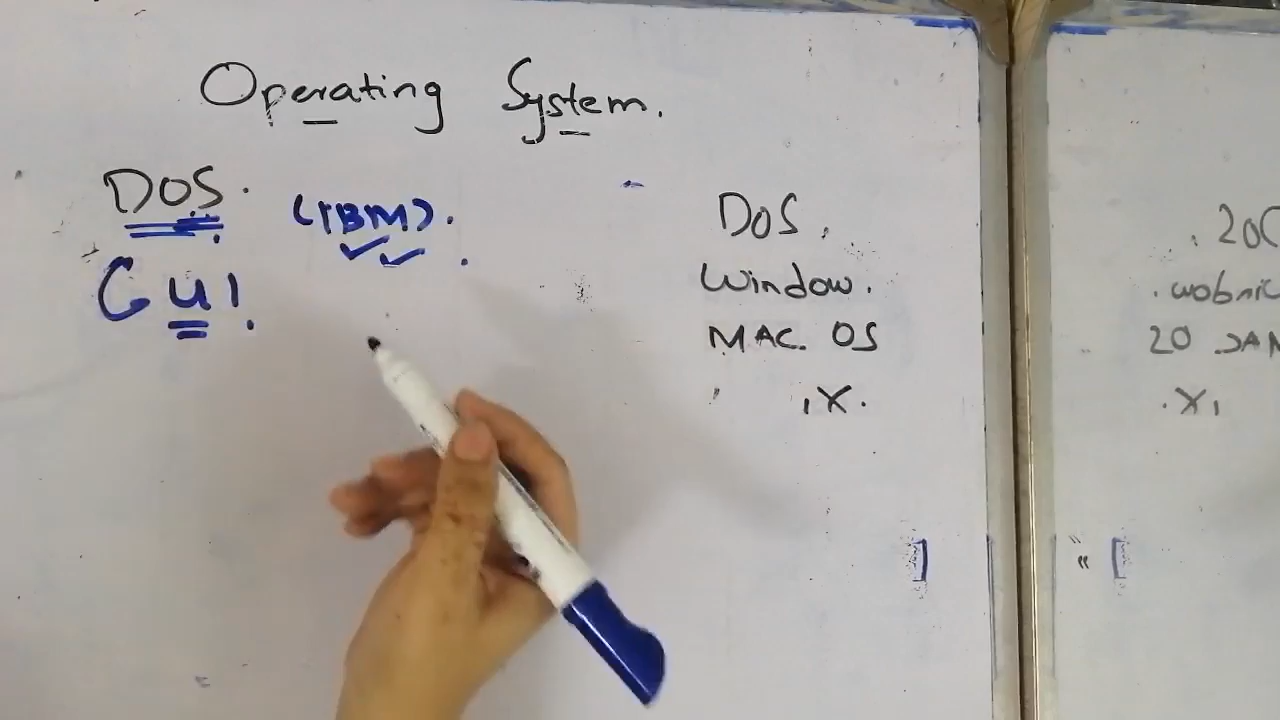 Operating System.
DOS. (IBM).
GUI.
DOS.
Window.
MAC. OS
X.